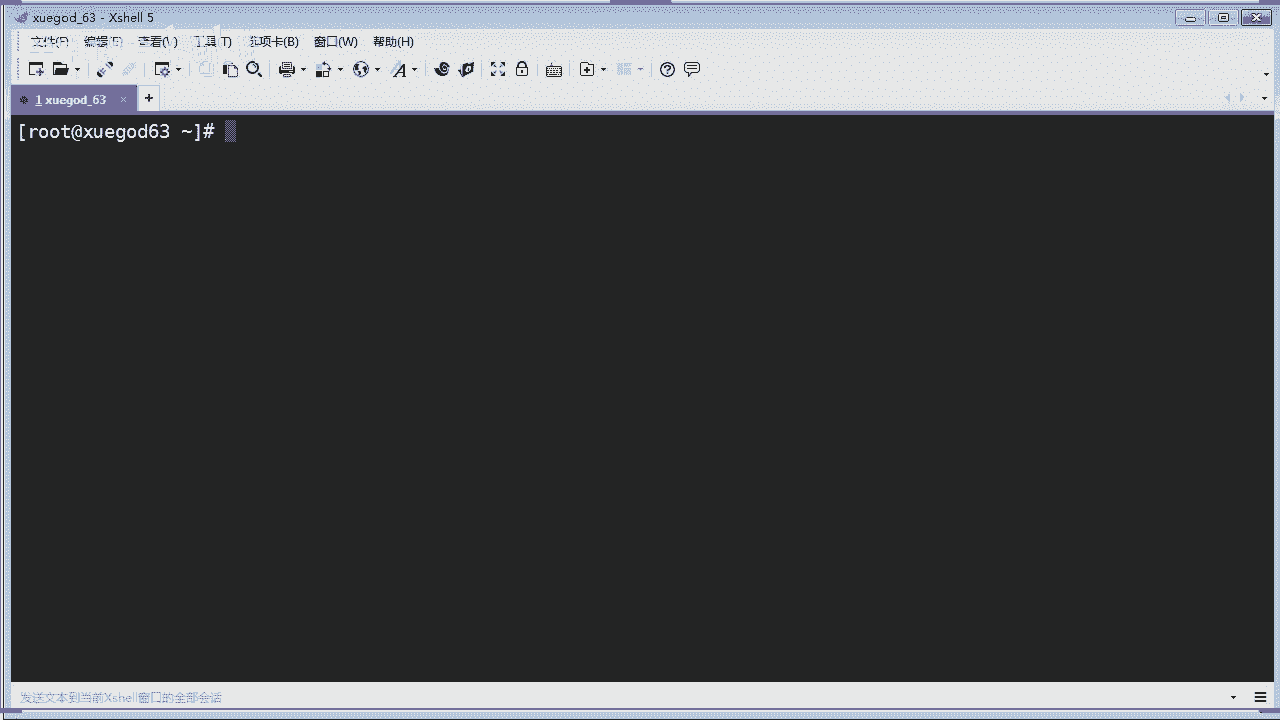 xuegod_63 - Xshell 5
文件(F) 编辑(E) 查看(V) 工具(T) 选项卡(B) 窗口(W) 帮助(H)
1 xuegod_63 × +
[root@xuegod63 ~]#
发送文本到当前Xshell窗口的全部会话